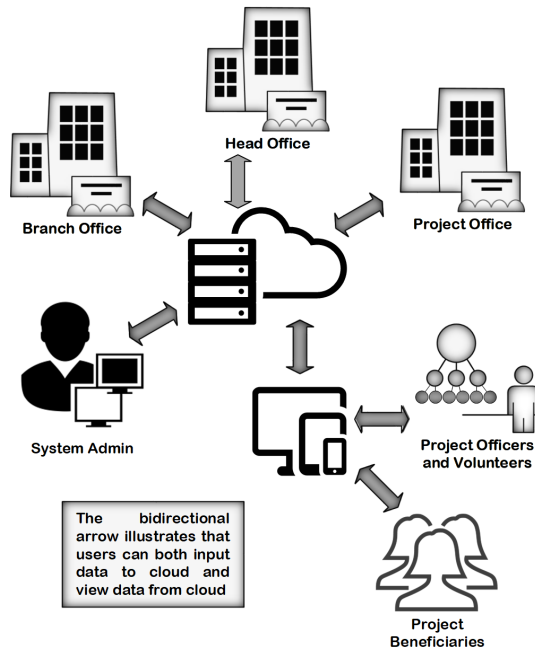 Head Office
Branch Office
Project Office
System Admin
Project Officers
and Volunteers
The bidirectional
arrow illustrates that
users can both input
data to cloud and
view data from cloud
Project
Beneficiaries